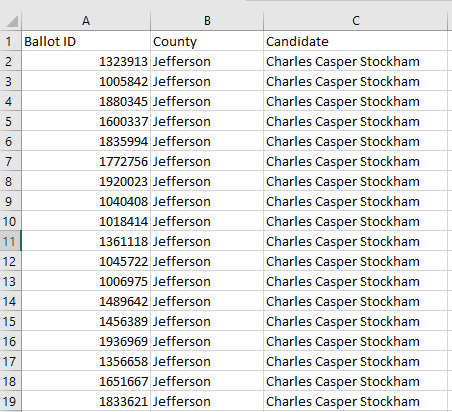 A B C
1 Ballot ID County Candidate
2 1323913 Jefferson Charles Casper Stockham
3 1005842 Jefferson Charles Casper Stockham
4 1880345 Jefferson Charles Casper Stockham
5 1600337 Jefferson Charles Casper Stockham
6 1835994 Jefferson Charles Casper Stockham
7 1772756 Jefferson Charles Casper Stockham
8 1920023 Jefferson Charles Casper Stockham
9 1040408 Jefferson Charles Casper Stockham
10 1018414 Jefferson Charles Casper Stockham
11 1361118 Jefferson Charles Casper Stockham
12 1045722 Jefferson Charles Casper Stockham
13 1006975 Jefferson Charles Casper Stockham
14 1489642 Jefferson Charles Casper Stockham
15 1456389 Jefferson Charles Casper Stockham
16 1936969 Jefferson Charles Casper Stockham
17 1356658 Jefferson Charles Casper Stockham
18 1651667 Jefferson Charles Casper Stockham
19 1833621 Jefferson Charles Casper Stockham